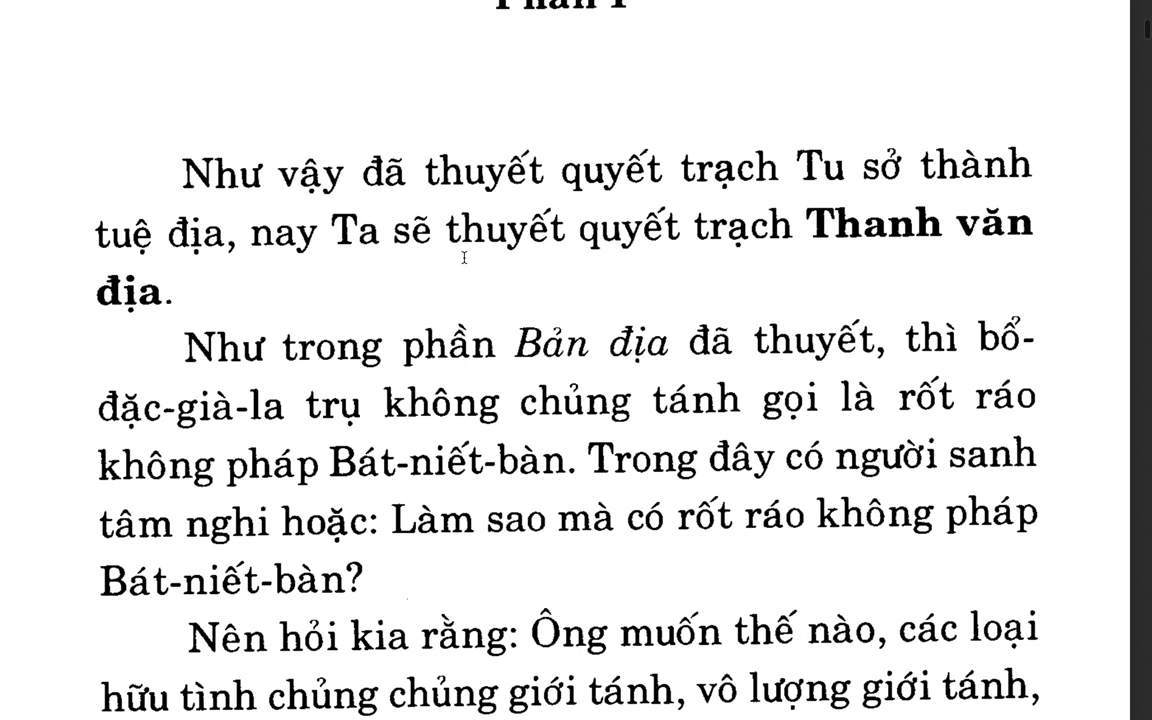 Như vậy đã thuyết quyết trạch Tu sở thành
tuệ địa, nay Ta sẽ thuyết quyết trạch Thanh văn
địa.
Như trong phần Bản địa đã thuyết, thì bổ-
đặc-già-la trụ không chủng tánh gọi là rốt ráo
không pháp Bát-niết-bàn. Trong đây có người sanh
tâm nghi hoặc: Làm sao mà có rốt ráo không pháp
Bát-niết-bàn?
Nên hỏi kia rằng: Ông muốn thế nào, các loại
hữu tình chủng chủng giới tánh, vô lượng giới tánh,